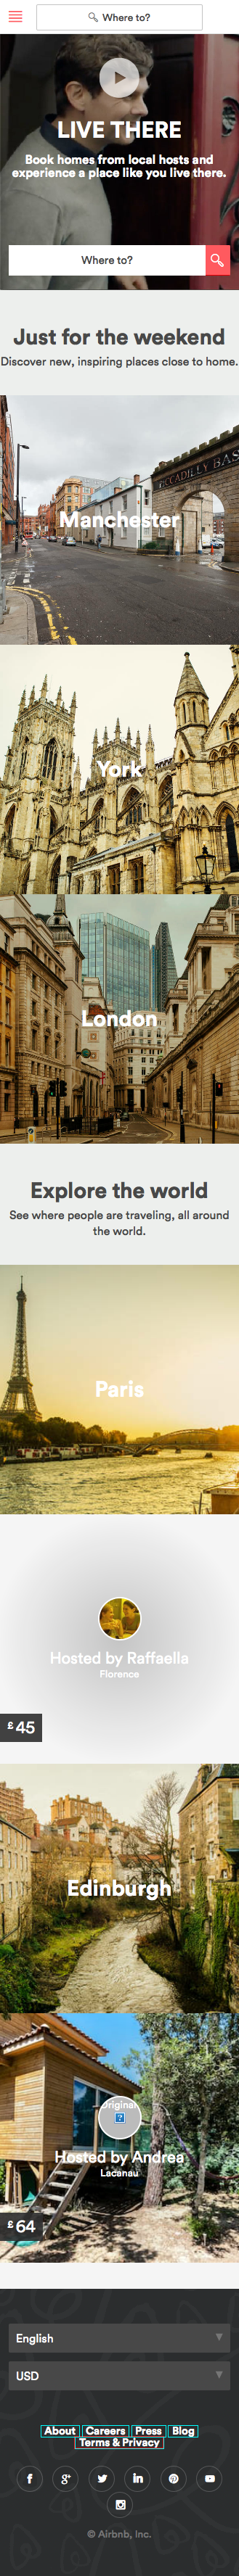 Where to?
LIVE THERE
Book homes from local hosts and
experience a place like you live there.
Where to?
Just for the weekend
Discover new, inspiring places close to home.
PICCADILLY BAS
Manchester
York
London
Explore the world
See where people are traveling, all around
the world.
Paris
Hosted by Raffaella
Florence
£ 45
Edinburgh
Original
Hosted by Andrea
Lacanau
£ 64
English
USD
About Careers Press Blog
Terms & Privacy
© Airbnb, Inc.